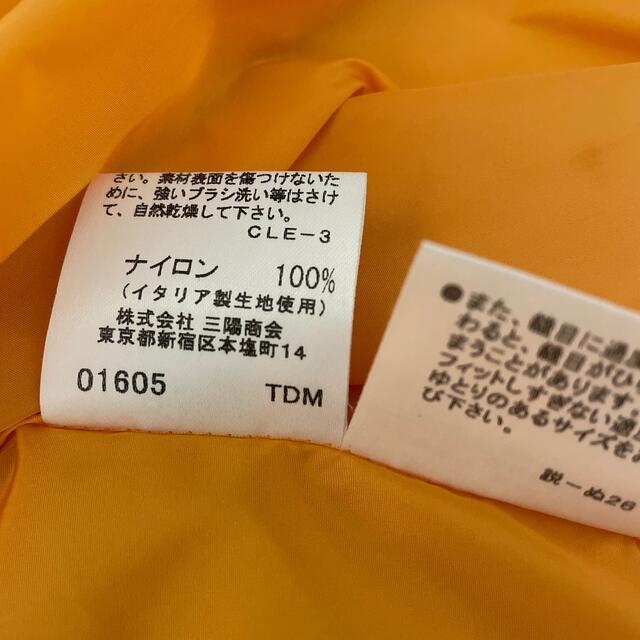 さい。素材表面を傷つけないた
めに、強いブラシ洗い等はさけ
て、自然乾燥して下さい。
CLE-3
ナイロン 100%
(イタリア製生地使用)
株式会社 三陽商会
東京都新宿区本塩町14
01605 TDM
●また、縫目に適度
わると、縫目がひ
まうことがあります。
フィットしすぎない適
ゆとりのあるサイズをお
び下さい。
説-ぬ26